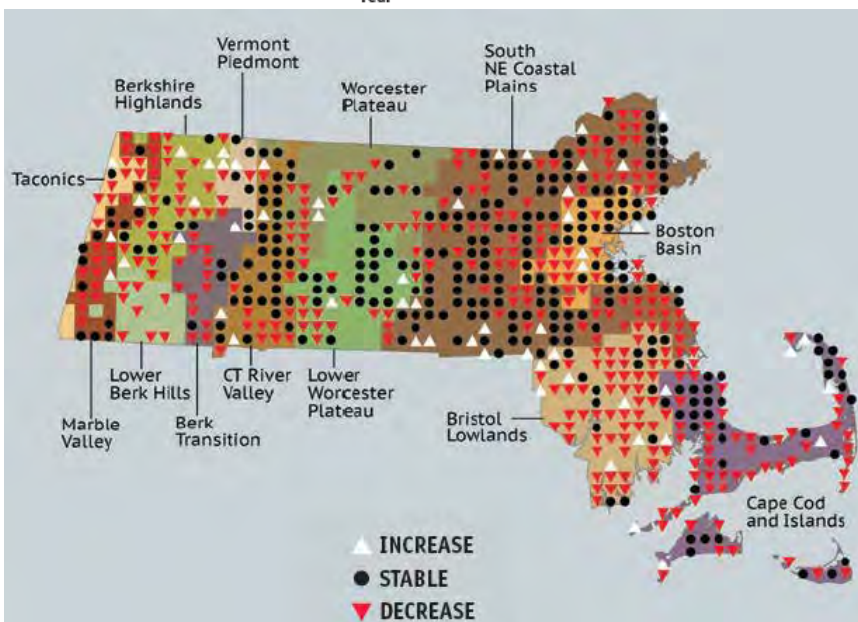 Year
Vermont
Piedmont
Berkshire
Highlands
Worcester
Plateau
South
NE Coastal
Plains
Taconics
Boston
Basin
Marble
Valley
Lower
Berk Hills
Berk
Transition
CT River
Valley
Lower
Worcester
Plateau
Bristol
Lowlands
Cape Cod
and Islands
INCREASE
STABLE
DECREASE